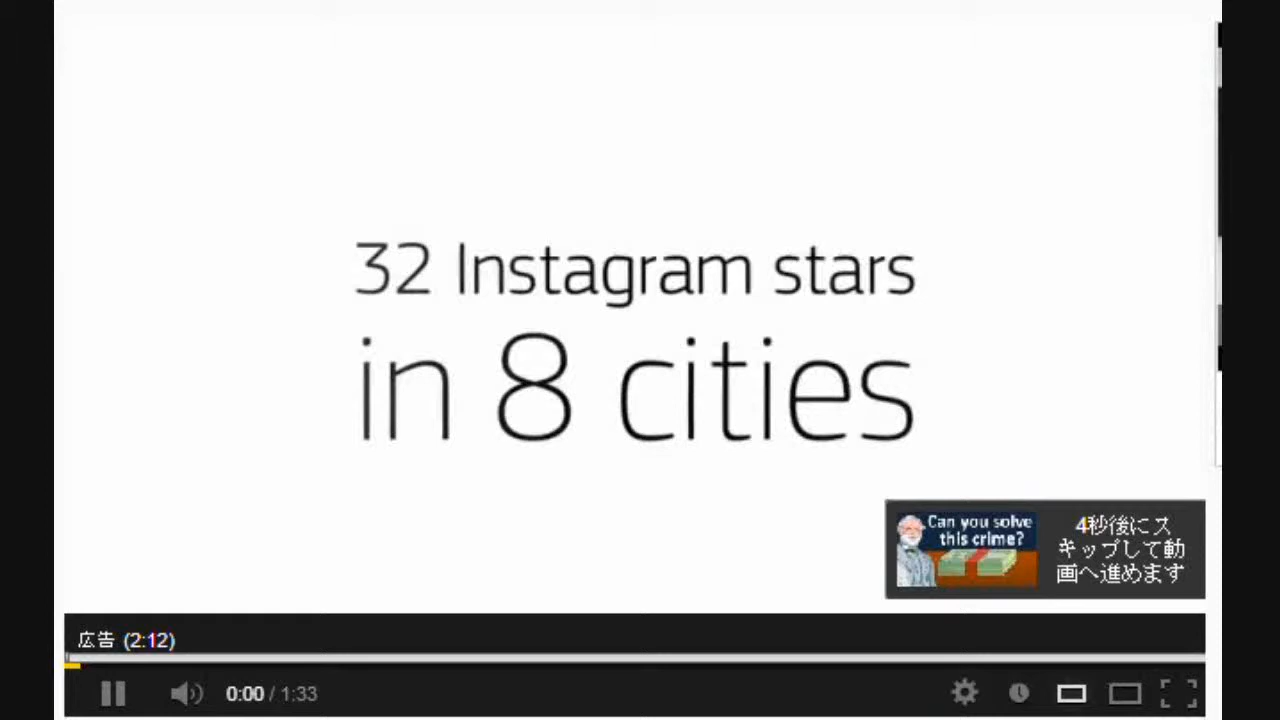 32 Instagram stars
in 8 cities
Can you solve
this crime?
4秒後にス
キップして動
画へ進めます
広告 (2:12)
0:00 / 1:33